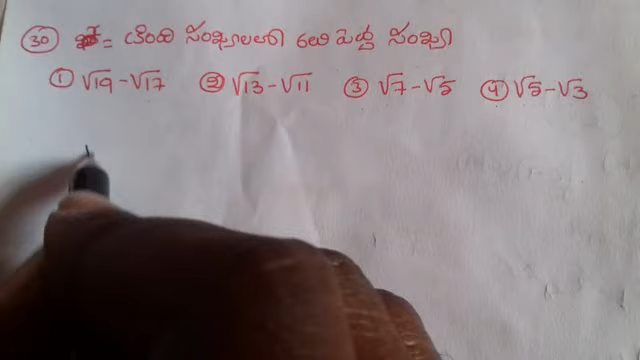 30 = క్రింది సంఖ్యలలో అతి పెద్ద సంఖ్య
① √19 - √17 ② √13 - √11 ③ √7 - √5 ④ √5 - √3